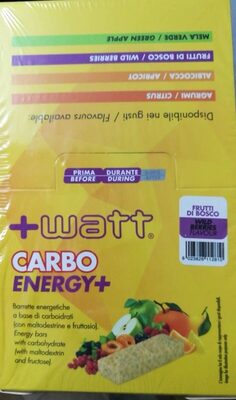 MELA VERDE / GREEN APPLE
FRUTTI DI BOSCO / WILD BERRIES
ALBICOCCA / APRICOT
AGRUMI / CITRUS
Disponibile nei gusti / Flavours available:
PRIMA
BEFORE
DURANTE
DURING
+watt®
CARBO
ENERGY+
FRUTTI
DI BOSCO
WILD
BERRIES
FLAVOUR
Barrette energetiche
a base di carboidrati
(con maltodestrine e fruttosio).
Energy bars
with carbohydrate
(with maltodextrin
and fructose)